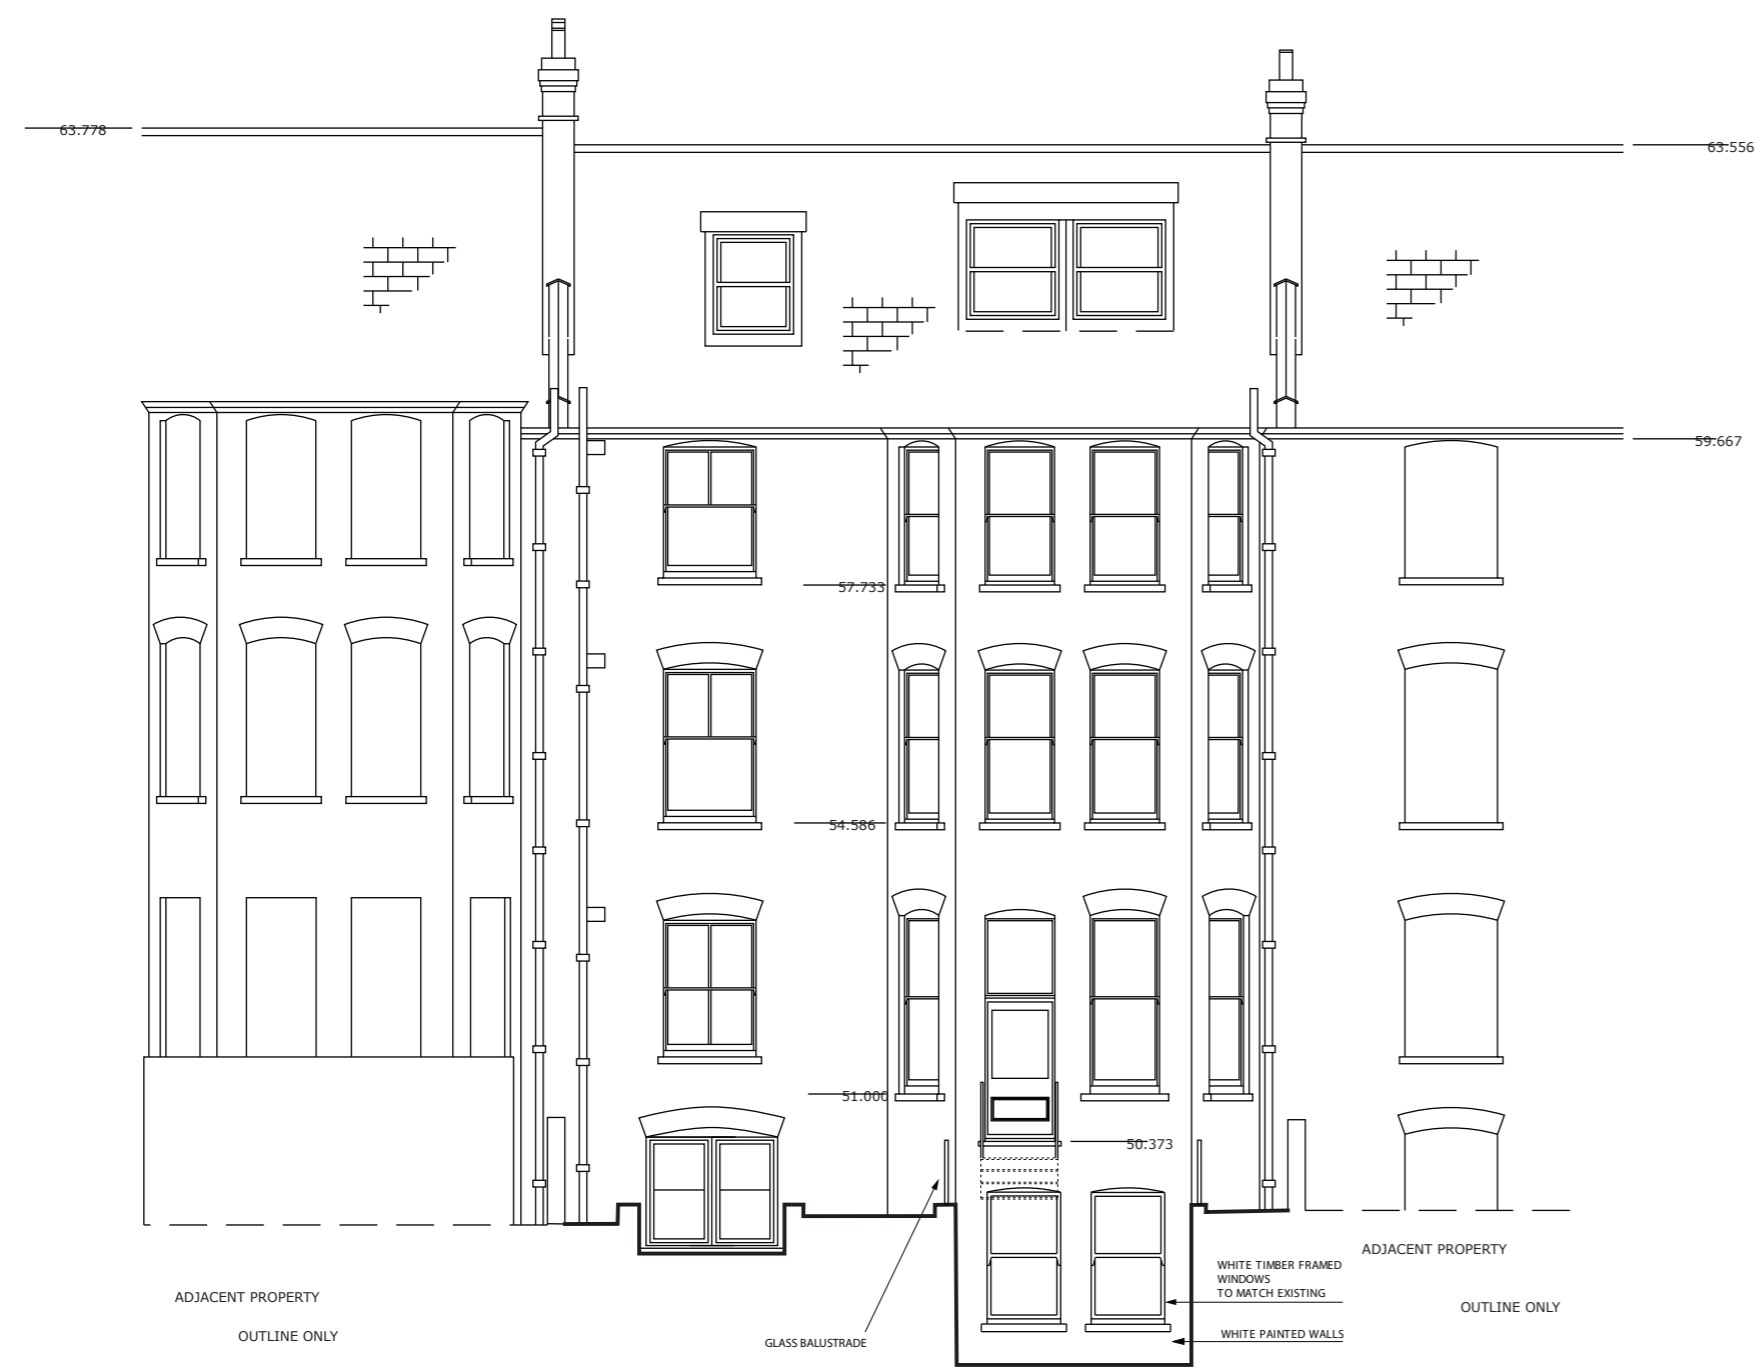 63.778
63.556
59.667
57.733
54.586
51.000
50.373
ADJACENT PROPERTY
OUTLINE ONLY
GLASS BALUSTRADE
WHITE TIMBER FRAMED
WINDOWS
TO MATCH EXISTING
WHITE PAINTED WALLS
ADJACENT PROPERTY
OUTLINE ONLY